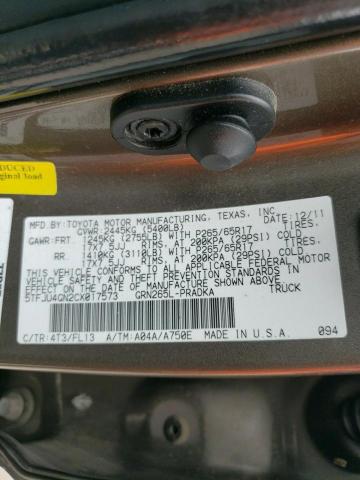 DUCED
ginal load
MFD.BY:TOYOTA MOTOR MANUFACTURING, TEXAS, INC.
GVWR 2445KG (5400LB) DATE: 12/11
GAWR:FRT. 1245KG (2755LB) TIRES, P265/65R17
17X7.5JJ RIMS, AT 200KPA (29PSI) COLD
RR. 1410KG (3110LB) TIRES, P265/65R17
17X7.5JJ RIMS, AT 200KPA (29PSI) COLD
THIS VEHICLE CONFORMS TO ALL APPLICABLE FEDERAL MOTOR
VEHICLE SAFETY AND THEFT PREVENTION STANDARDS IN EFFECT
ON THE DATE OF MANUFACTURE SHOWN ABOVE.
5TFJU4GN2CX017573 GRN265L-PRADKA TRUCK
C/TR:4T3/FL13 A/TM:A04A/A750E MADE IN U.S.A. 094